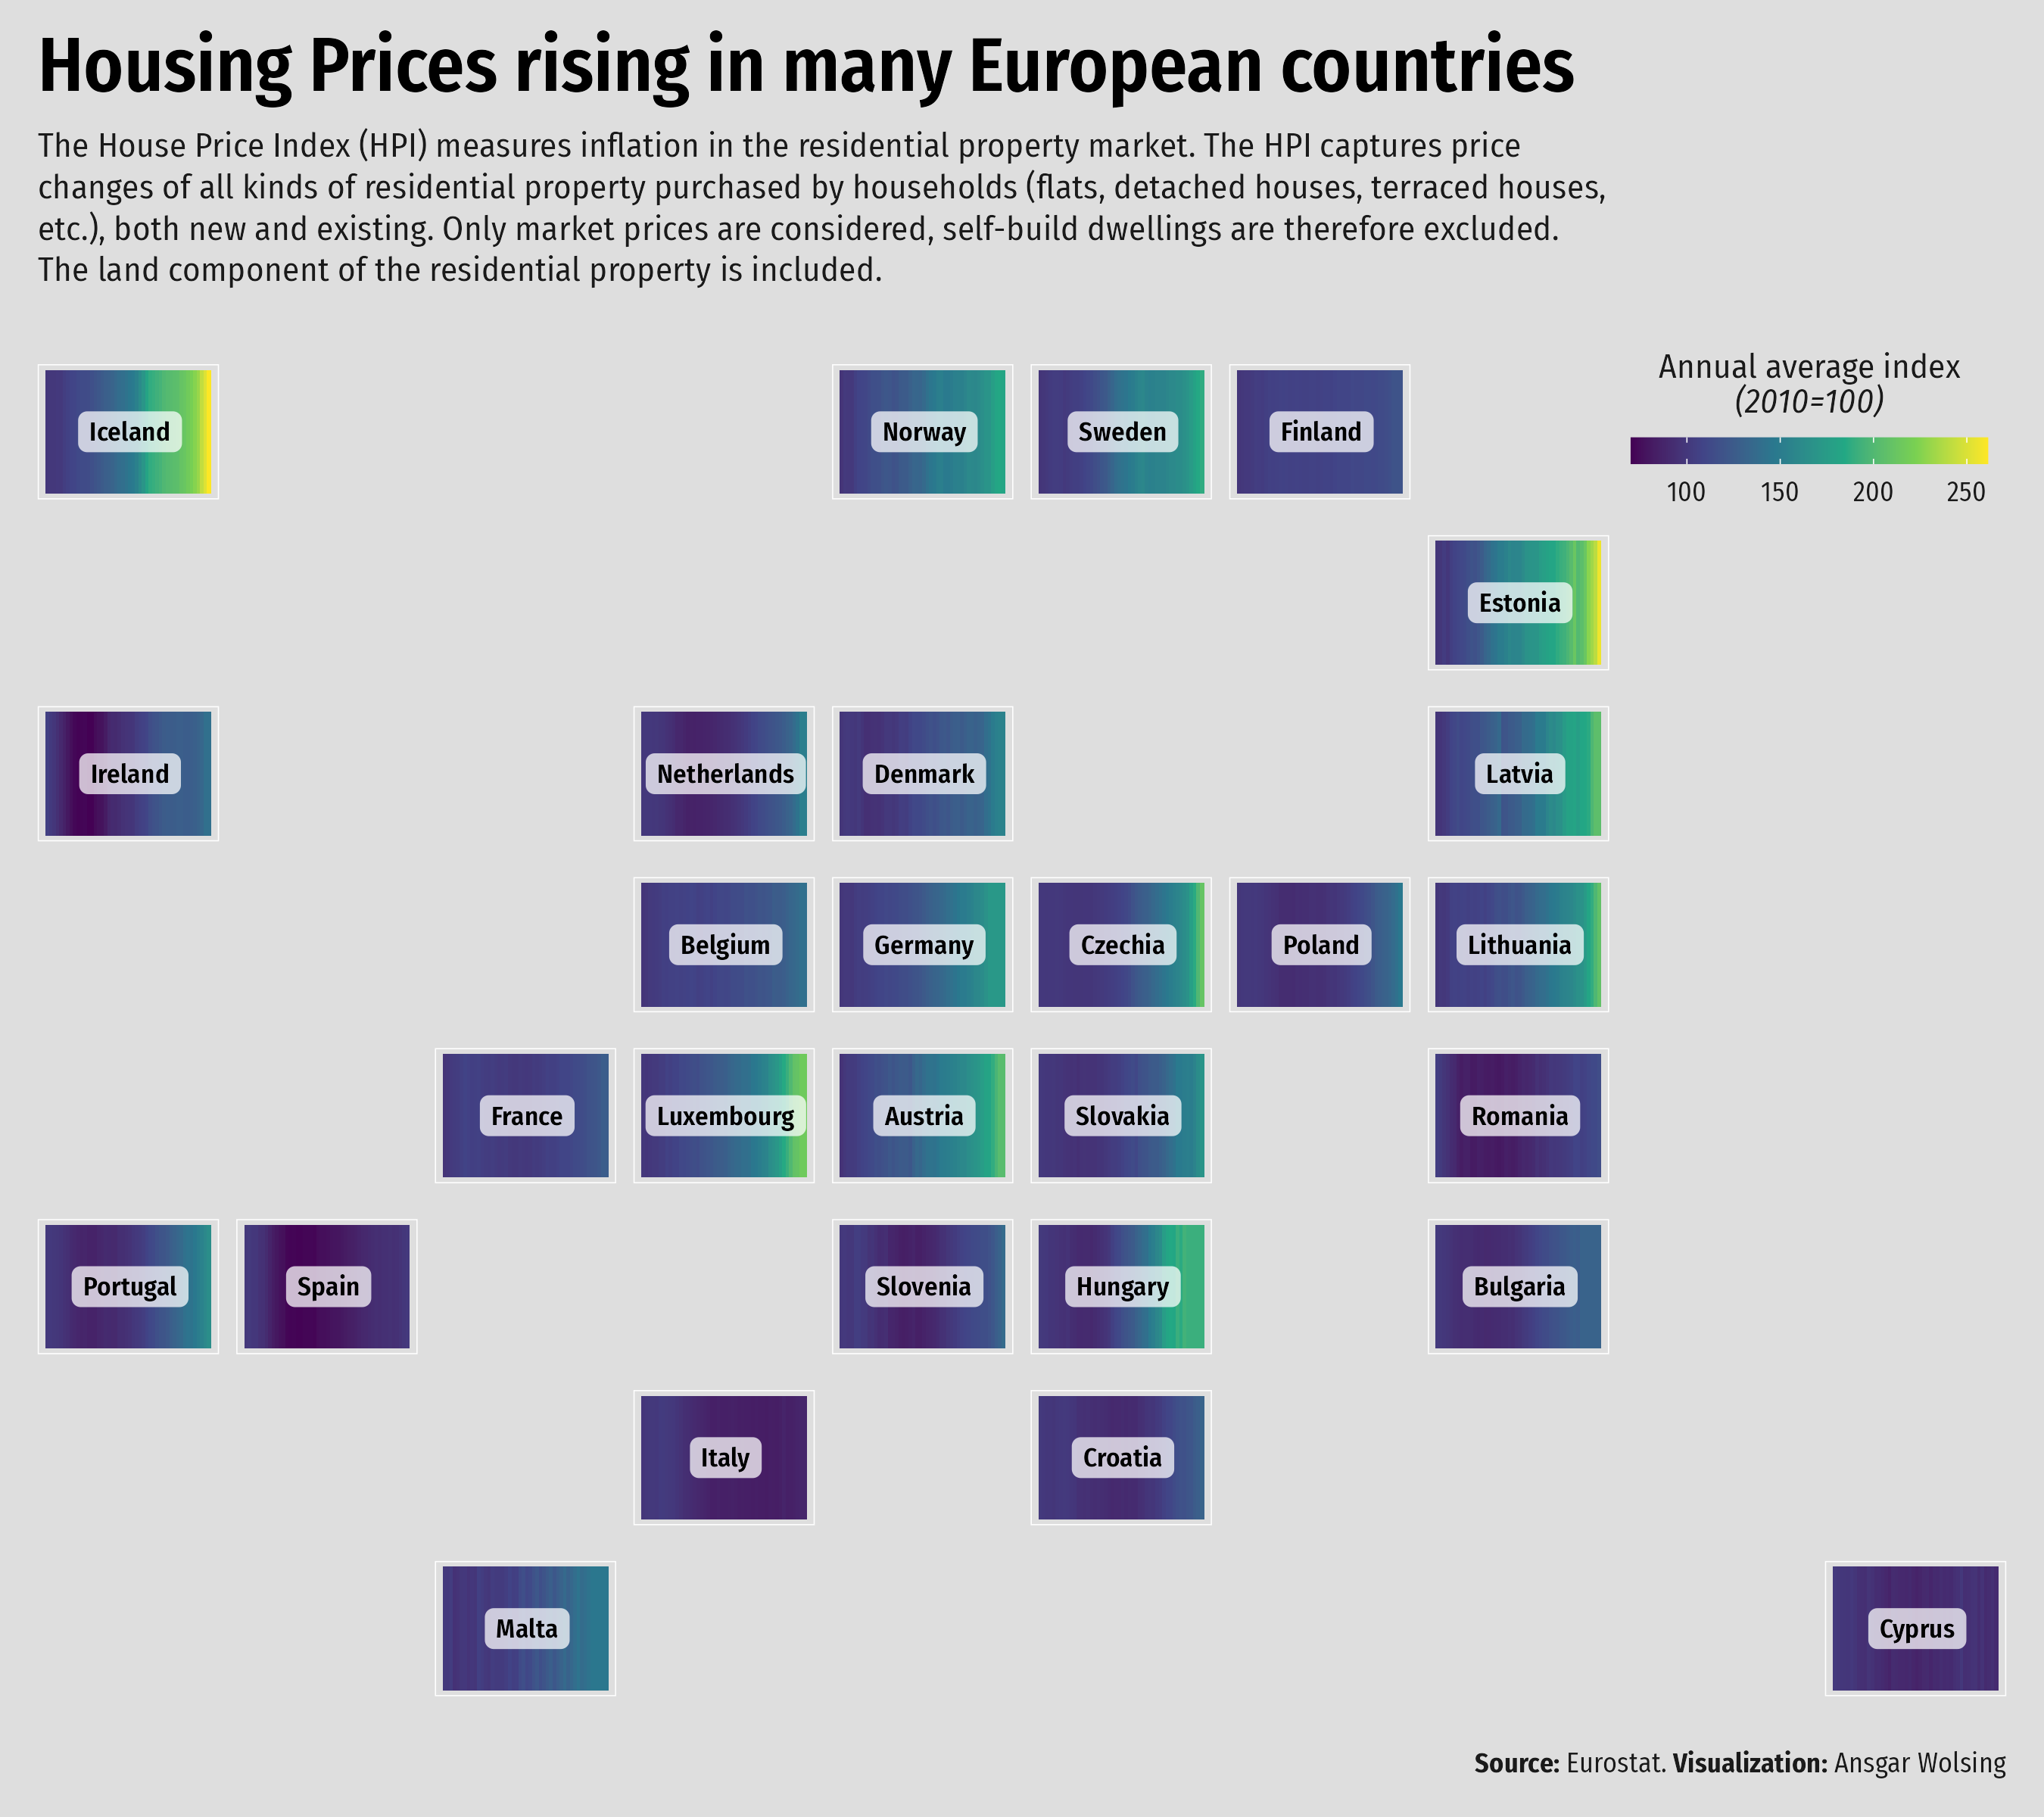 Housing Prices rising in many European countries
The House Price Index (HPI) measures inflation in the residential property market. The HPI captures price
changes of all kinds of residential property purchased by households (flats, detached houses, terraced houses,
etc.), both new and existing. Only market prices are considered, self-build dwellings are therefore excluded.
The land component of the residential property is included.
Annual average index
(2010=100)
100 150 200 250
Iceland Norway Sweden Finland
Estonia
Ireland Netherlands Denmark Latvia
Belgium Germany Czechia Poland Lithuania
France Luxembourg Austria Slovakia Romania
Portugal Spain Slovenia Hungary Bulgaria
Italy Croatia
Malta Cyprus
Source: Eurostat. Visualization: Ansgar Wolsing